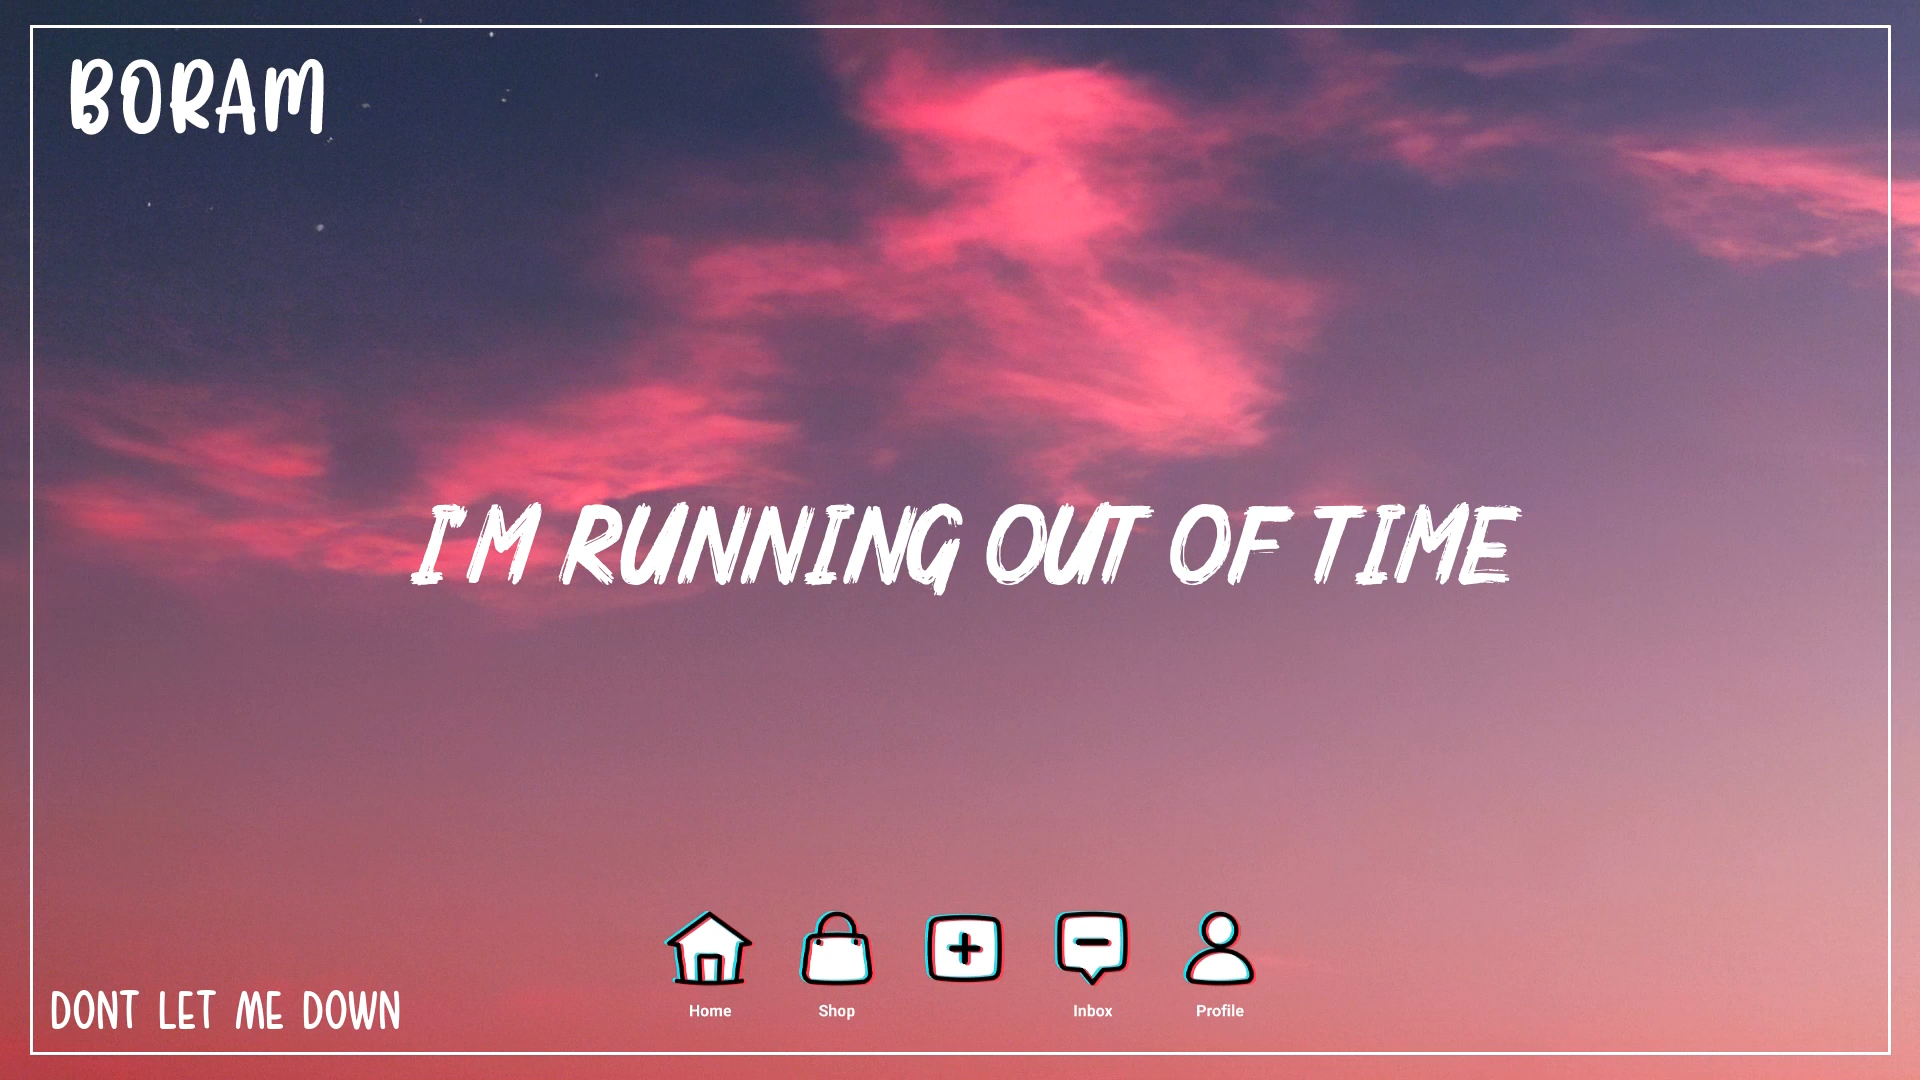 BORAM
I'M RUNNING OUT OF TIME
Home Shop Inbox Profile
DONT LET ME DOWN